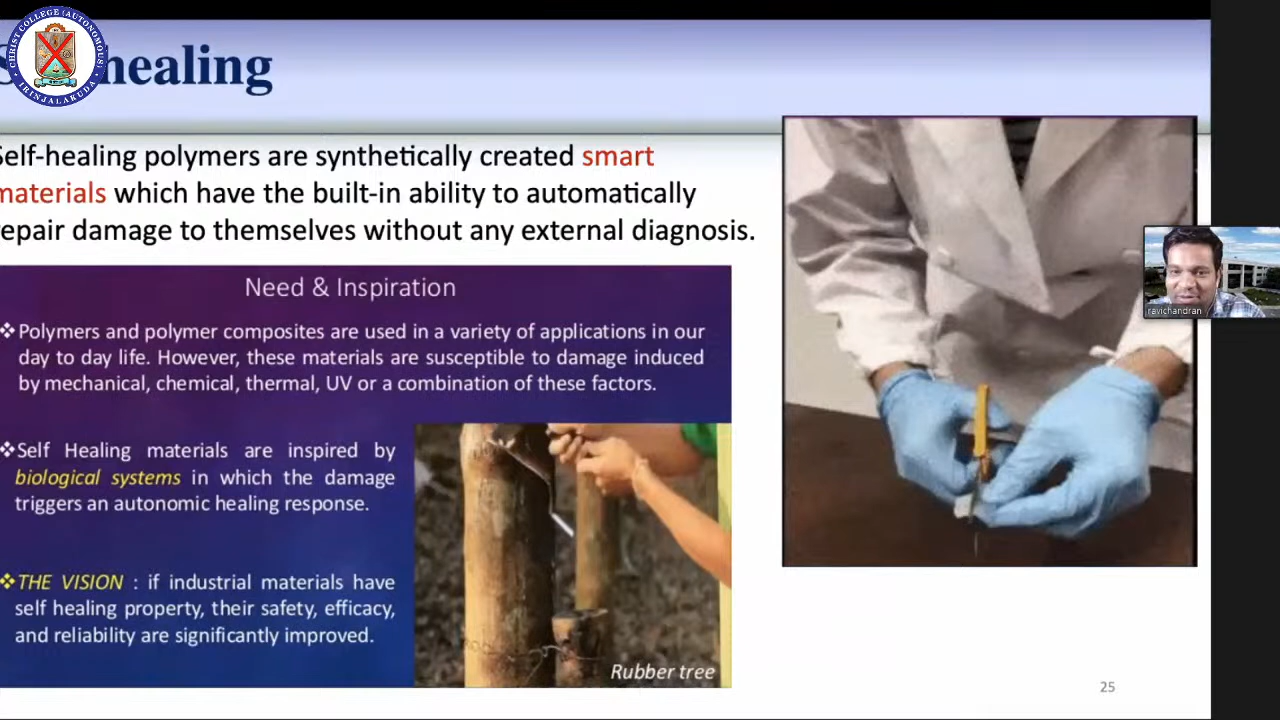 CHRIST COLLEGE (AUTONOMOUS)
IRINJALAKUDA
healing
Self-healing polymers are synthetically created smart
materials which have the built-in ability to automatically
repair damage to themselves without any external diagnosis.
Need & Inspiration
❖Polymers and polymer composites are used in a variety of applications in our
day to day life. However, these materials are susceptible to damage induced
by mechanical, chemical, thermal, UV or a combination of these factors.
❖Self Healing materials are inspired by
biological systems in which the damage
triggers an autonomic healing response.
❖THE VISION : if industrial materials have
self healing property, their safety, efficacy,
and reliability are significantly improved.
Rubber tree
ravichandran
25